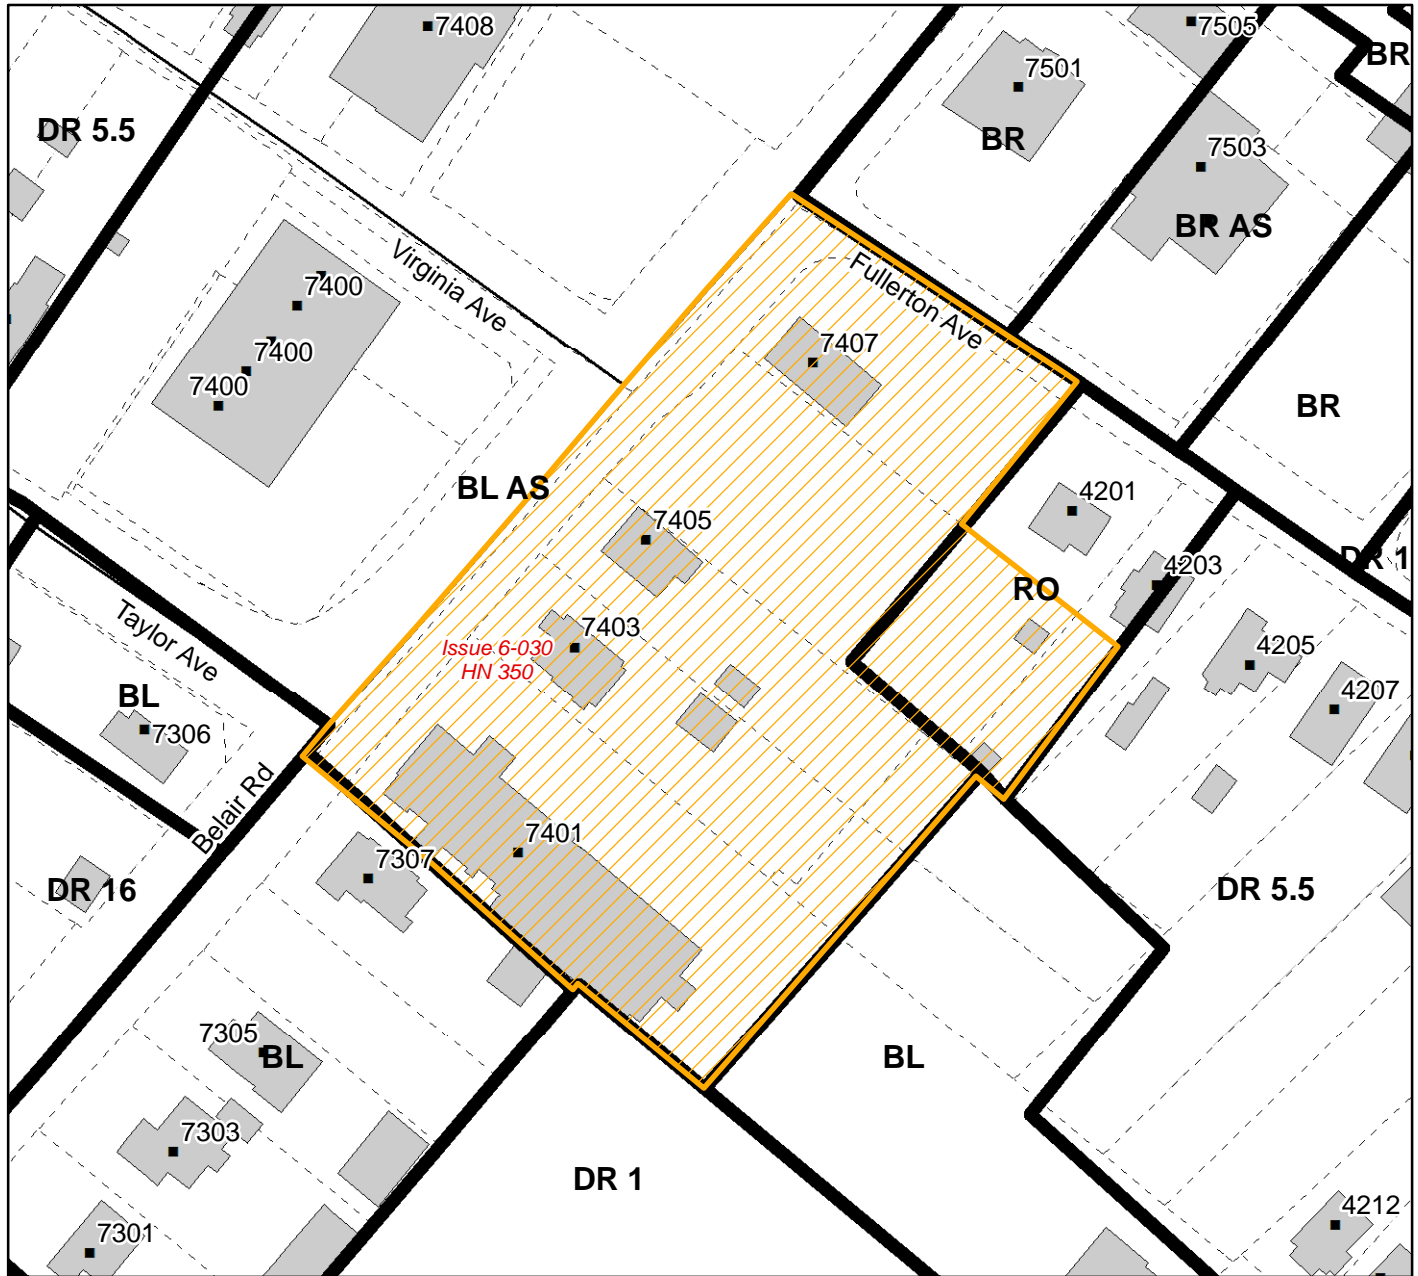 7408
7505
BR
7501
DR 5.5
BR
7503
BR AS
Virginia Ave
Fullerton Ave
7400
7407
7400
7400
BR
BL AS
4201
7405
DR 1
4203
RO
Taylor Ave
7403
Issue 6-030
HN 350
4205
BL
4207
7306
Belair Rd
7401
7307
DR 16
DR 5.5
7305
BL
BL
7303
DR 1
4212
7301